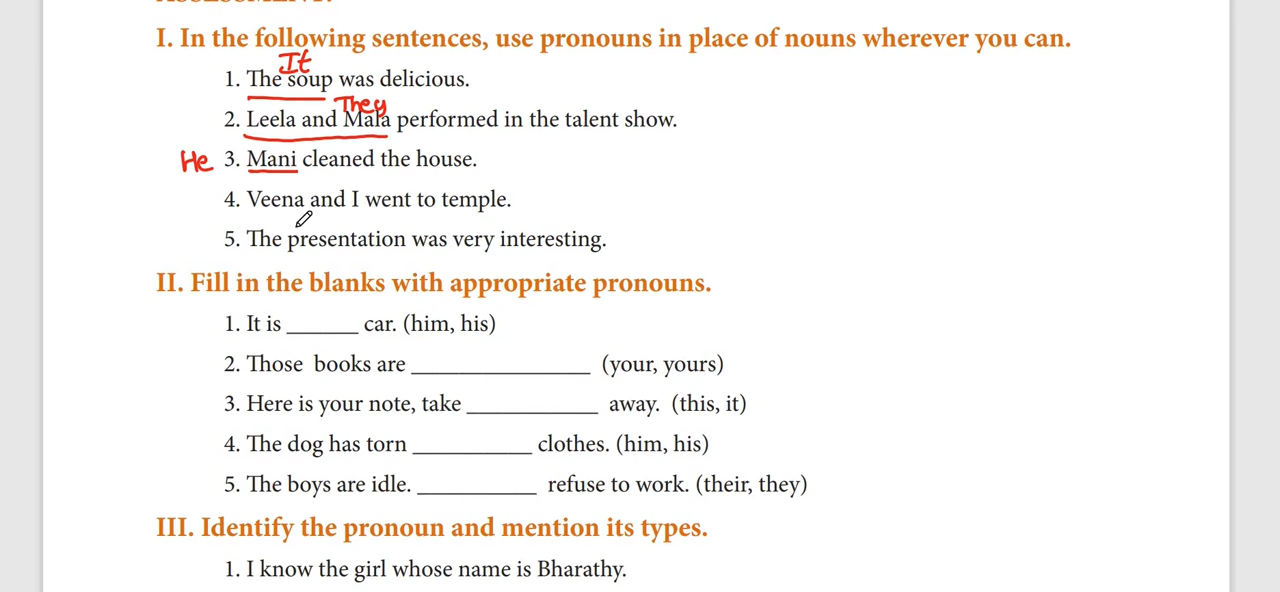 I. In the following sentences, use pronouns in place of nouns wherever you can.
It
1. The soup was delicious.
They
2. Leela and Mala performed in the talent show.
He 3. Mani cleaned the house.
4. Veena and I went to temple.
5. The presentation was very interesting.
II. Fill in the blanks with appropriate pronouns.
1. It is ______ car. (him, his)
2. Those books are _______________ (your, yours)
3. Here is your note, take ___________ away. (this, it)
4. The dog has torn __________ clothes. (him, his)
5. The boys are idle. __________ refuse to work. (their, they)
III. Identify the pronoun and mention its types.
1. I know the girl whose name is Bharathy.